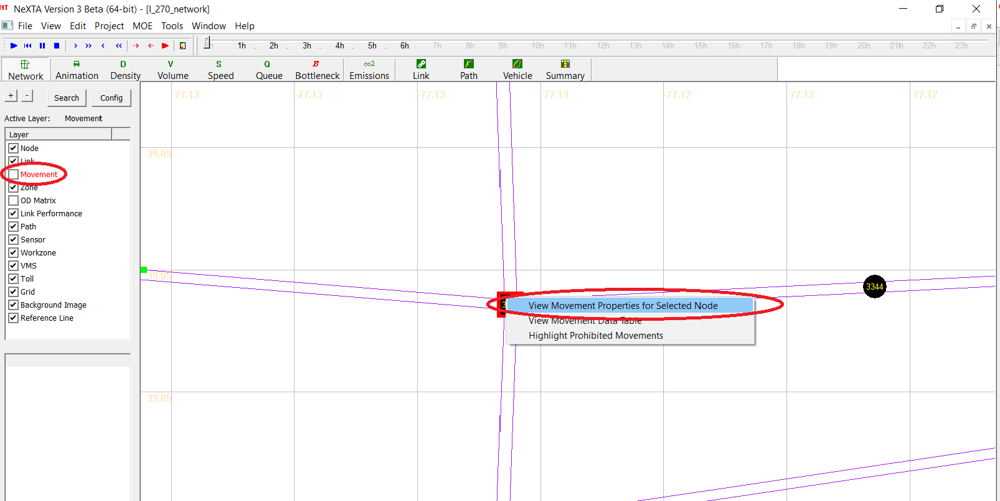 NT NeXTA Version 3 Beta (64-bit) - [I_270_network]
File View Edit Project MOE Tools Window Help
1h . 2h . 3h . 4h . 5h . 6h . 7h . 8h . 9h . 10h . 11h . 12h . 13h . 14h . 15h . 16h . 17h . 18h . 19h . 20h . 21h . 22h . 23h .
D V S Q B co2
Network Animation Density Volume Speed Queue Bottleneck Emissions Link Path Vehicle Summary
+ - Search Config
-77.13 -77.13 -77.13 -77.13 -77.12 -77.12 -77.12
Active Layer: Movement
Layer
Node
Link
Movement
Zone
OD Matrix
Link Performance
Path
Sensor
Workzone
VMS
Toll
Grid
Background Image
Reference Line
39.05
39.05
39.05
3344
View Movement Properties for Selected Node
View Movement Data Table
Highlight Prohibited Movements